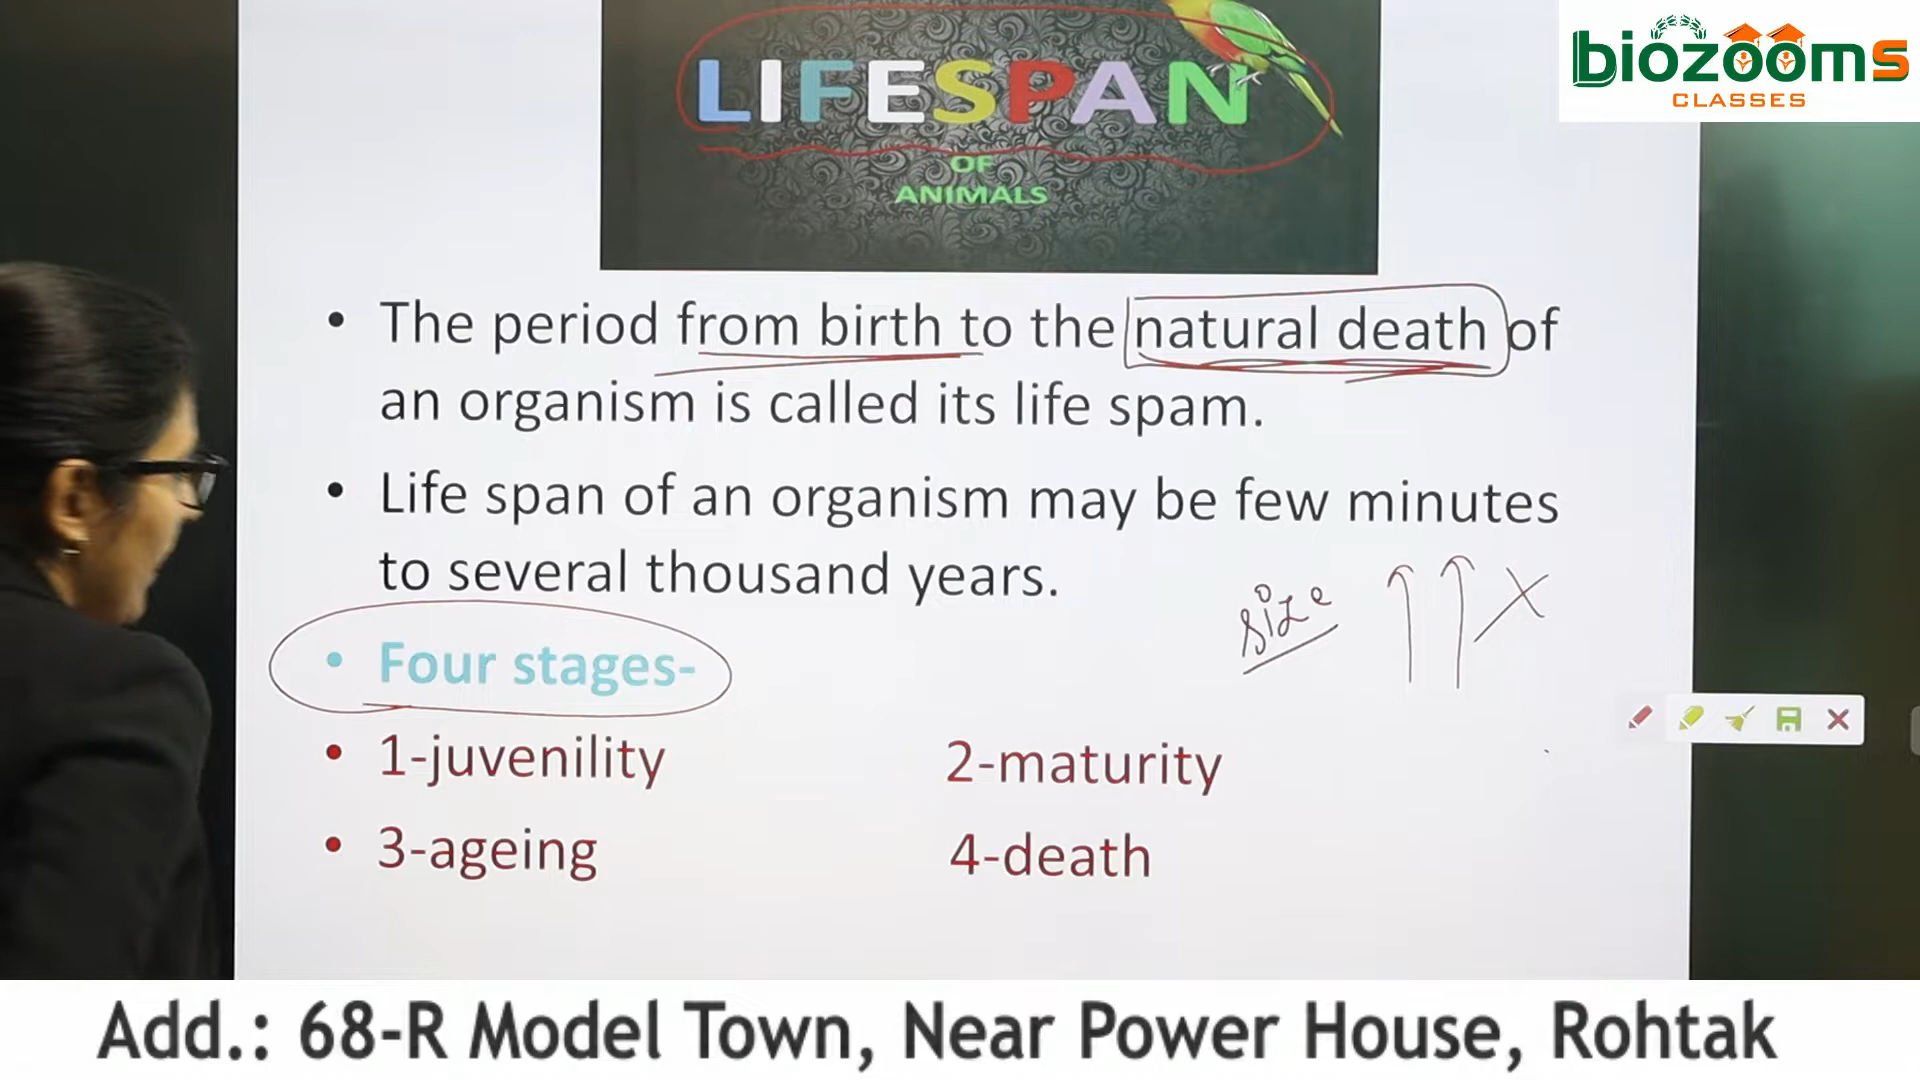 biozooms
CLASSES
LIFESPAN
OF
ANIMALS
• The period from birth to the natural death of
an organism is called its life spam.
• Life span of an organism may be few minutes
to several thousand years.
size
• Four stages-
• 1-juvenility 2-maturity
• 3-ageing 4-death
Add.: 68-R Model Town, Near Power House, Rohtak